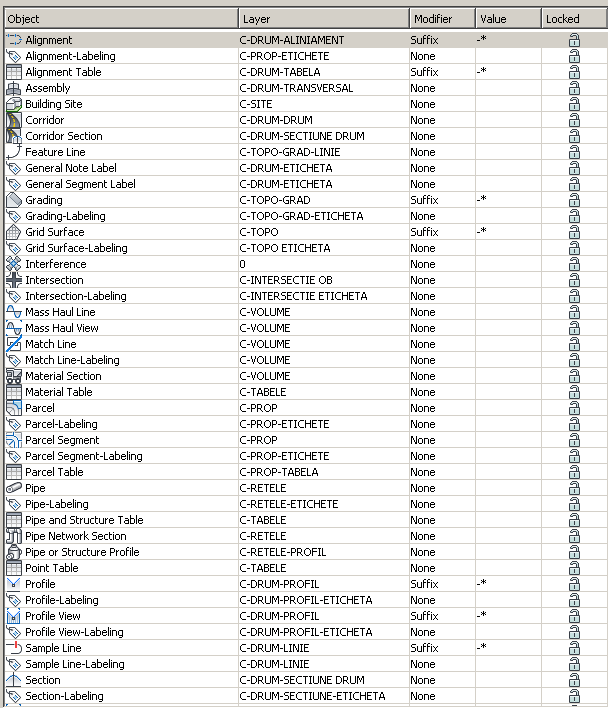 Object Layer Modifier Value Locked
Alignment C-DRUM-ALINIAMENT Suffix -*
Alignment-Labeling C-PROP-ETICHETE None
Alignment Table C-DRUM-TABELA Suffix -*
Assembly C-DRUM-TRANSVERSAL None
Building Site C-SITE None
Corridor C-DRUM-DRUM None
Corridor Section C-DRUM-SECTIUNE DRUM None
Feature Line C-TOPO-GRAD-LINIE None
General Note Label C-DRUM-ETICHETA None
General Segment Label C-DRUM-ETICHETA None
Grading C-TOPO-GRAD Suffix -*
Grading-Labeling C-TOPO-GRAD-ETICHETA None
Grid Surface C-TOPO Suffix -*
Grid Surface-Labeling C-TOPO ETICHETA None
Interference 0 None
Intersection C-INTERSECTIE OB None
Intersection-Labeling C-INTERSECTIE ETICHETA None
Mass Haul Line C-VOLUME None
Mass Haul View C-VOLUME None
Match Line C-VOLUME None
Match Line-Labeling C-VOLUME None
Material Section C-VOLUME None
Material Table C-TABELE None
Parcel C-PROP None
Parcel-Labeling C-PROP-ETICHETE None
Parcel Segment C-PROP None
Parcel Segment-Labeling C-PROP-ETICHETE None
Parcel Table C-PROP-TABELA None
Pipe C-RETELE None
Pipe-Labeling C-RETELE-ETICHETE None
Pipe and Structure Table C-TABELE None
Pipe Network Section C-RETELE None
Pipe or Structure Profile C-RETELE-PROFIL None
Point Table C-TABELE None
Profile C-DRUM-PROFIL Suffix -*
Profile-Labeling C-DRUM-PROFIL-ETICHETA None
Profile View C-DRUM-PROFIL Suffix -*
Profile View-Labeling C-DRUM-PROFIL-ETICHETA None
Sample Line C-DRUM-LINIE Suffix -*
Sample Line-Labeling C-DRUM-LINIE None
Section C-DRUM-SECTIUNE DRUM None
Section-Labeling C-DRUM-SECTIUNE-ETICHETA None